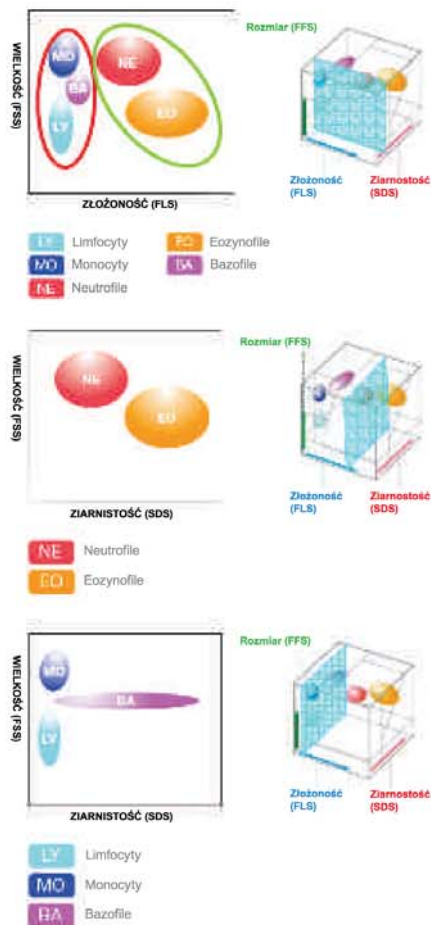 WIELKOŚĆ (FSS)
MO
BA
LY
NE
EO
ZŁOŻONOŚĆ (FLS)
Rozmiar (FFS)
Złożoność
(FLS)
Ziarnostość
(SDS)
LY Limfocyty
EO Eozynofile
MO Monocyty
BA Bazofile
NE Neutrofile
WIELKOŚĆ (FSS)
NE
EO
ZIARNISTOŚĆ (SDS)
Rozmiar (FFS)
Złożoność
(FLS)
Ziarnostość
(SDS)
NE Neutrofile
EO Eozynofile
WIELKOŚĆ (FSS)
MO
BA
LY
ZIARNISTOŚĆ (SDS)
Rozmiar (FFS)
Złożoność
(FLS)
Ziarnostość
(SDS)
LY Limfocyty
MO Monocyty
BA Bazofile